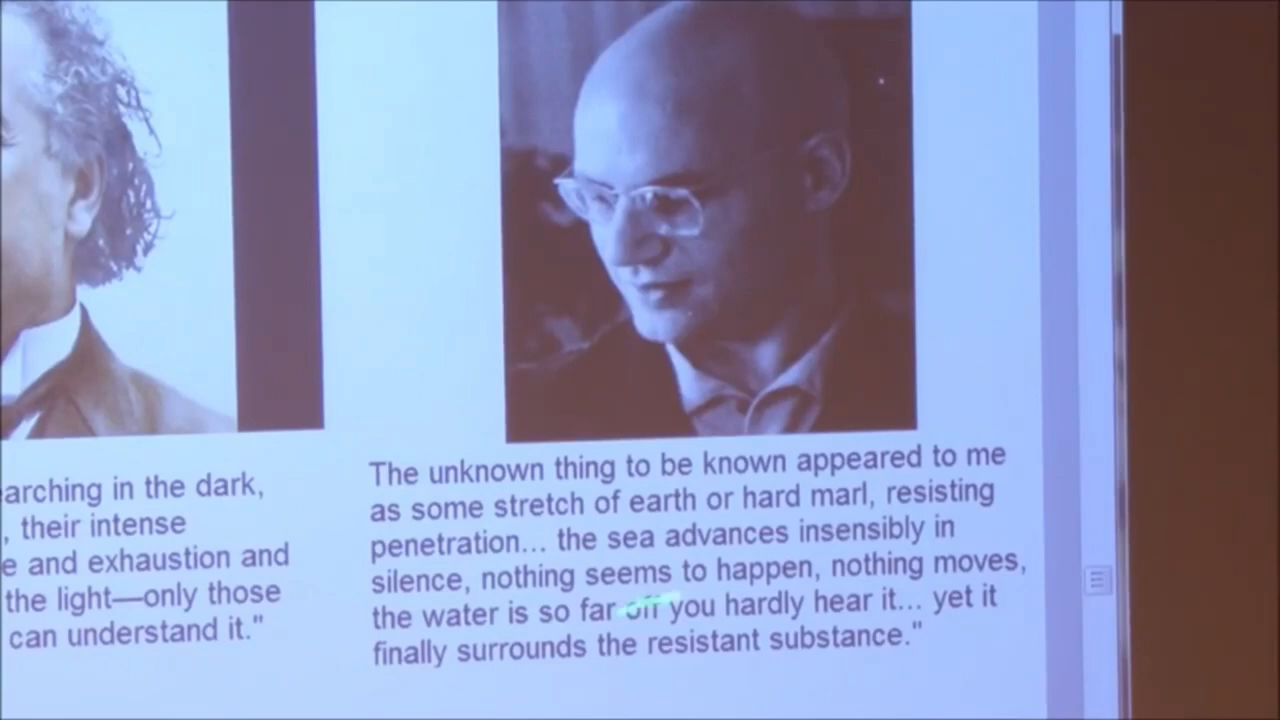 arching in the dark,
, their intense
e and exhaustion and
the light—only those
can understand it."
The unknown thing to be known appeared to me
as some stretch of earth or hard marl, resisting
penetration... the sea advances insensibly in
silence, nothing seems to happen, nothing moves,
the water is so far off you hardly hear it... yet it
finally surrounds the resistant substance."